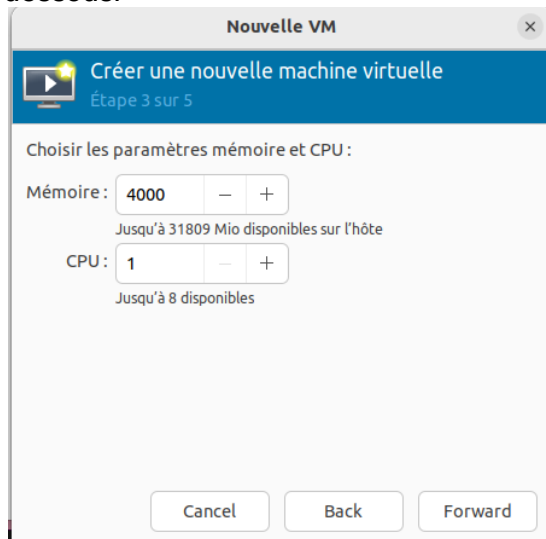 Nouvelle VM
Créer une nouvelle machine virtuelle
Étape 3 sur 5
Choisir les paramètres mémoire et CPU :
Mémoire : 4000 − +
Jusqu'à 31809 Mio disponibles sur l'hôte
CPU : 1 − +
Jusqu'à 8 disponibles
Cancel Back Forward